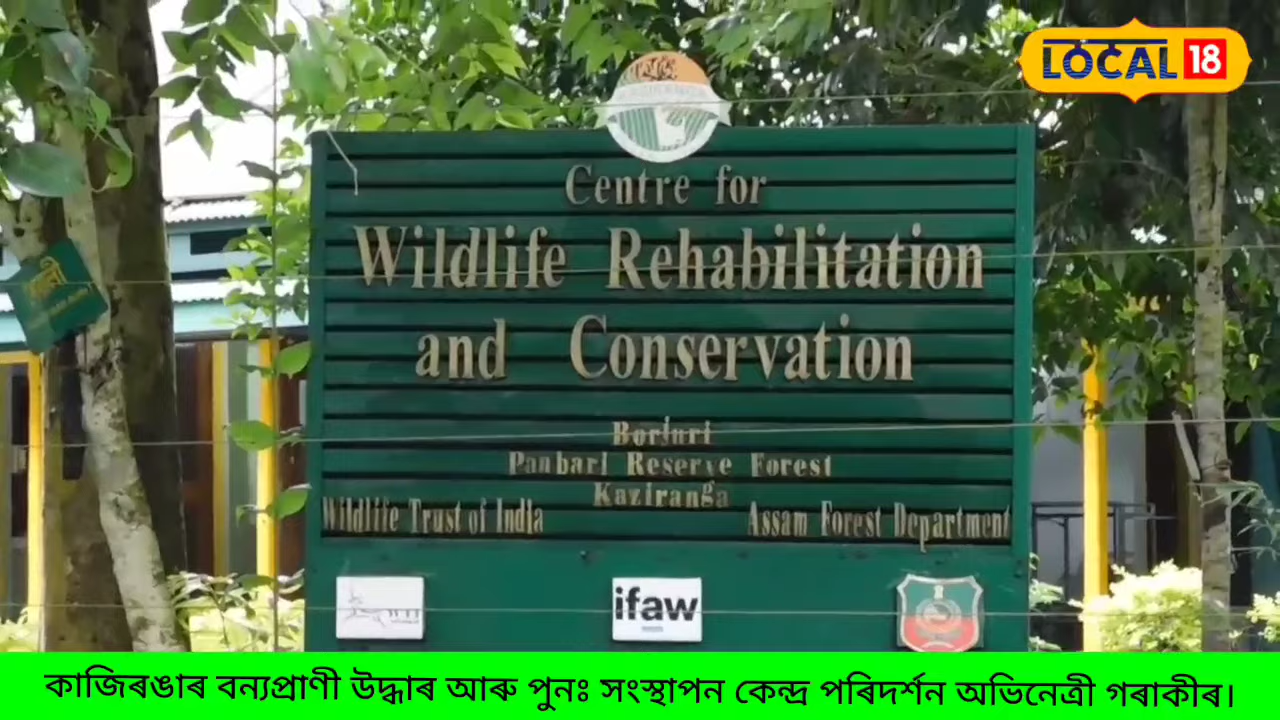 LOCAL 18
Centre for
Wildlife Rehabilitation
and Conservation
Borjuri
Panbari Reserve Forest
Kaziranga
Wildlife Trust of India
Assam Forest Department
ifaw
কাজিৰঙাৰ বন্যপ্ৰাণী উদ্ধাৰ আৰু পুনঃ সংস্থাপন কেন্দ্ৰ পৰিদৰ্শন অভিনেত্ৰী গৰাকীৰ।